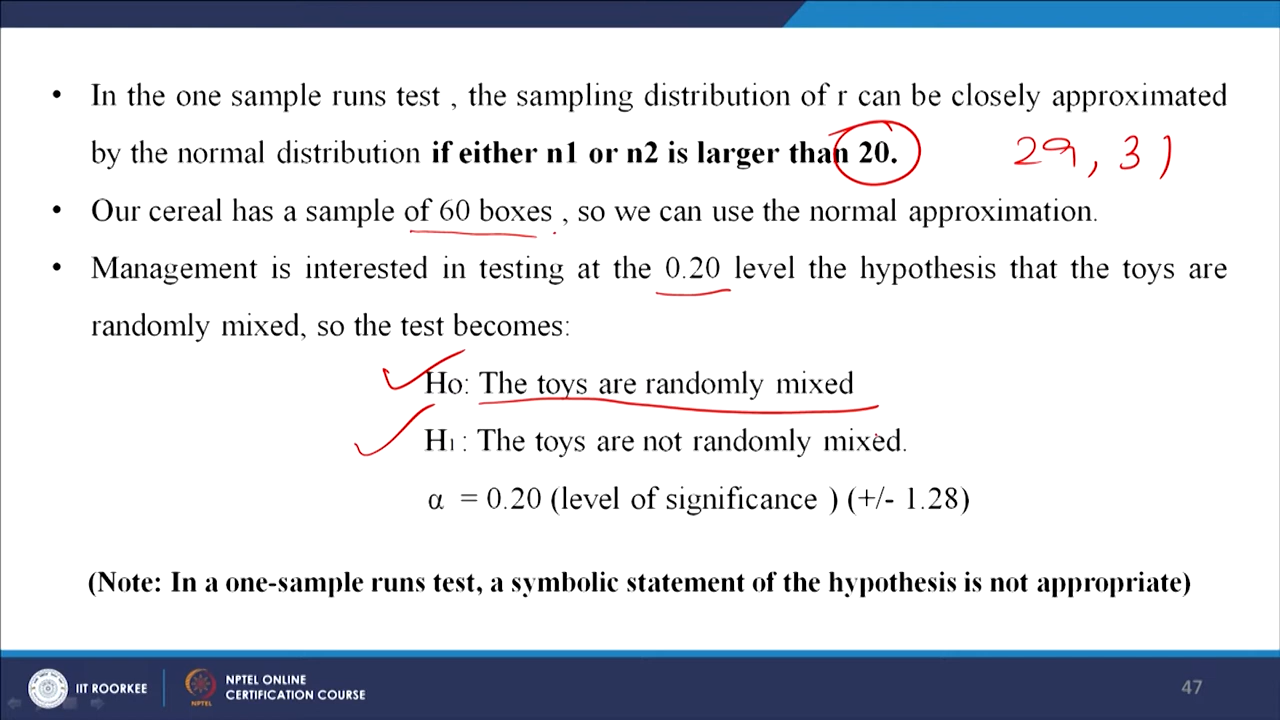 • In the one sample runs test , the sampling distribution of r can be closely approximated
by the normal distribution if either n1 or n2 is larger than 20.
29, 31
• Our cereal has a sample of 60 boxes , so we can use the normal approximation.
• Management is interested in testing at the 0.20 level the hypothesis that the toys are
randomly mixed, so the test becomes:
Ho: The toys are randomly mixed
H1 : The toys are not randomly mixed.
α = 0.20 (level of significance ) (+/- 1.28)
(Note: In a one-sample runs test, a symbolic statement of the hypothesis is not appropriate)
IIT ROORKEE
NPTEL
NPTEL ONLINE
CERTIFICATION COURSE
47